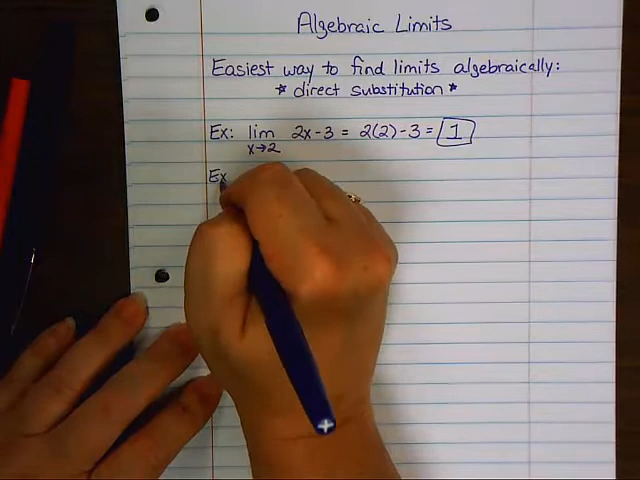 Algebraic Limits
Easiest way to find limits algebraically:
* direct substitution *
Ex: lim 2x-3 = 2(2)-3 = 1
x→2
Ex